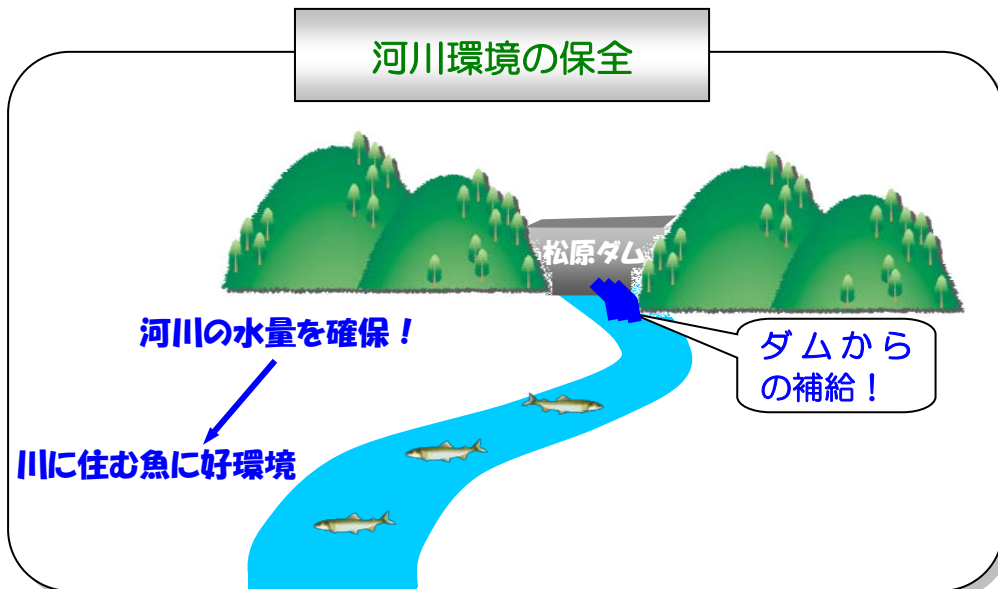 河川環境の保全
松原ダム
河川の水量を確保！
ダムから
の補給！
川に住む魚に好環境